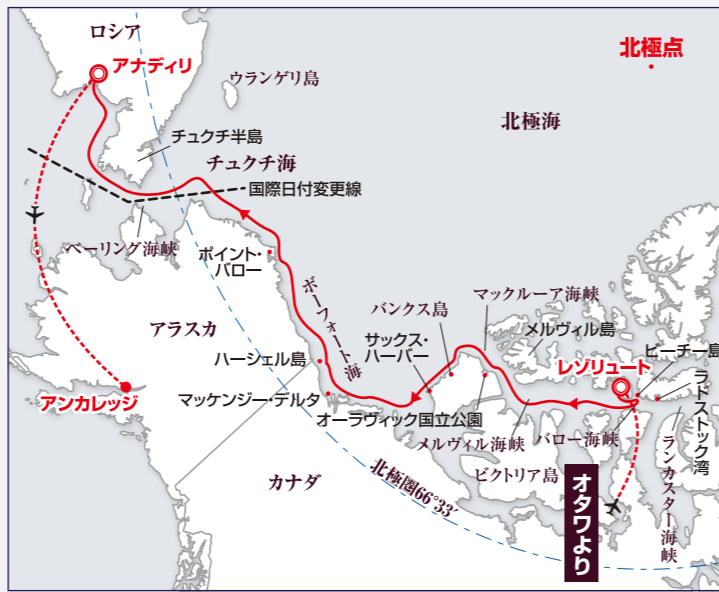 ロシア
アナディリ
ウランゲリ島
北極点
北極海
チュクチ半島
チュクチ海
国際日付変更線
ベーリング海峡
ポイント・
バロー
ボーフォート海
アラスカ
ハーシェル島
マッケンジー・デルタ
アンカレッジ
カナダ
サックス・
ハーバー
バンクス島
マックルーア海峡
メルヴィル島
レゾリュート
ビーチー島
ラドストック湾
オーラヴィック国立公園
メルヴィル海峡
バロー海峡
ランカスター海峡
ビクトリア島
北極圏66°33′
オタワより